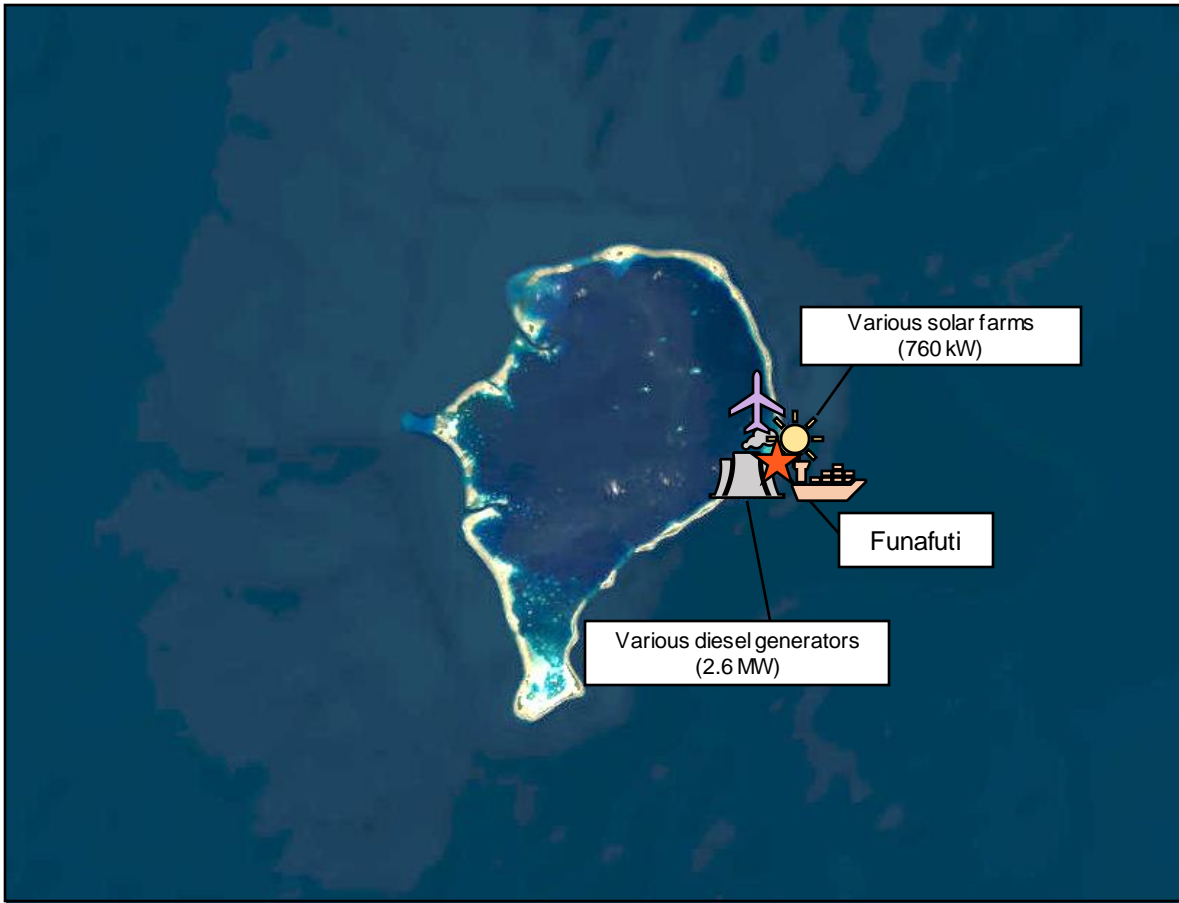 Various solar farms
(760 kW)
Funafuti
Various diesel generators
(2.6 MW)